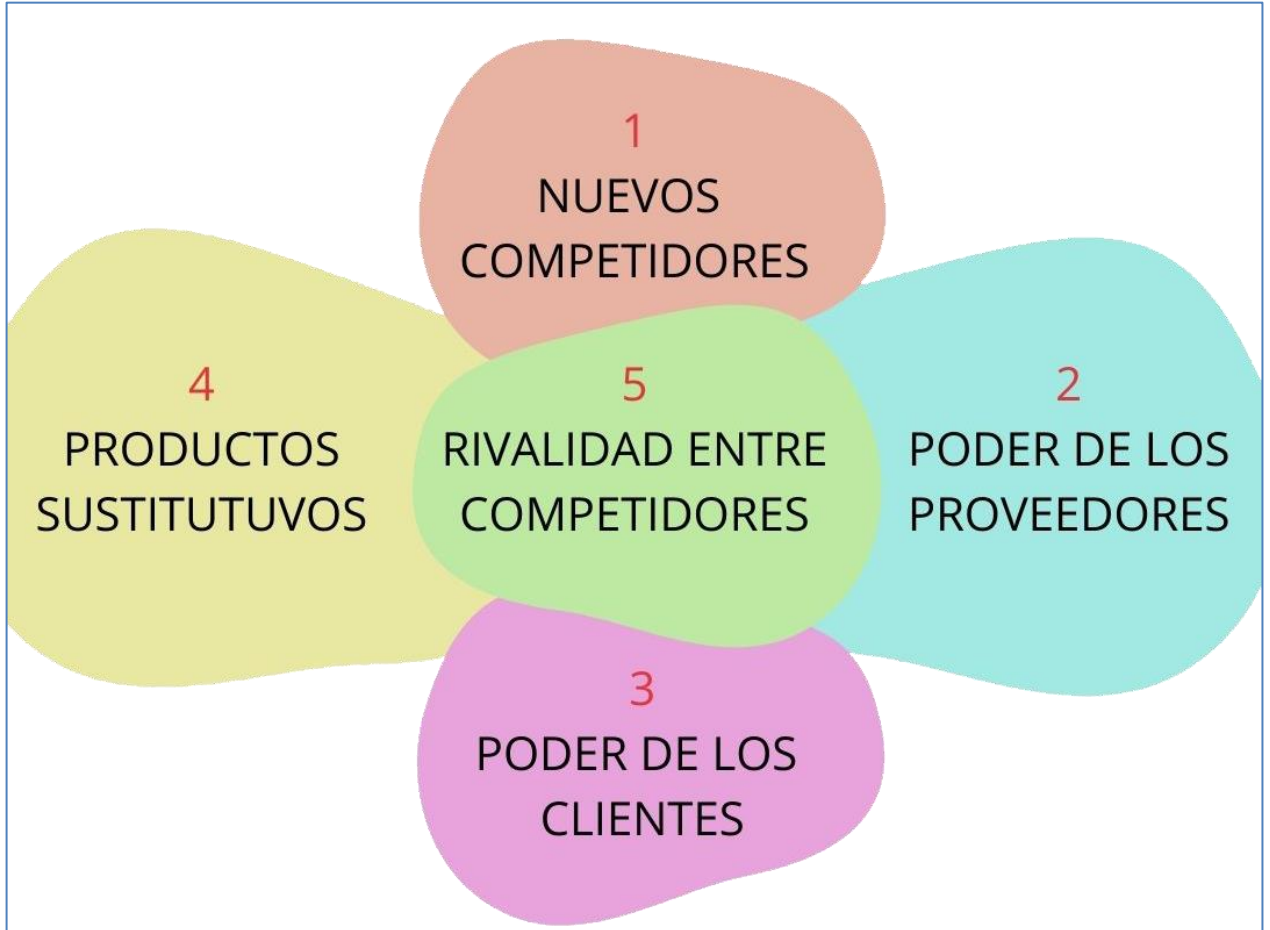 1
NUEVOS
COMPETIDORES
4
PRODUCTOS
SUSTITUTUVOS
5
RIVALIDAD ENTRE
COMPETIDORES
2
PODER DE LOS
PROVEEDORES
3
PODER DE LOS
CLIENTES